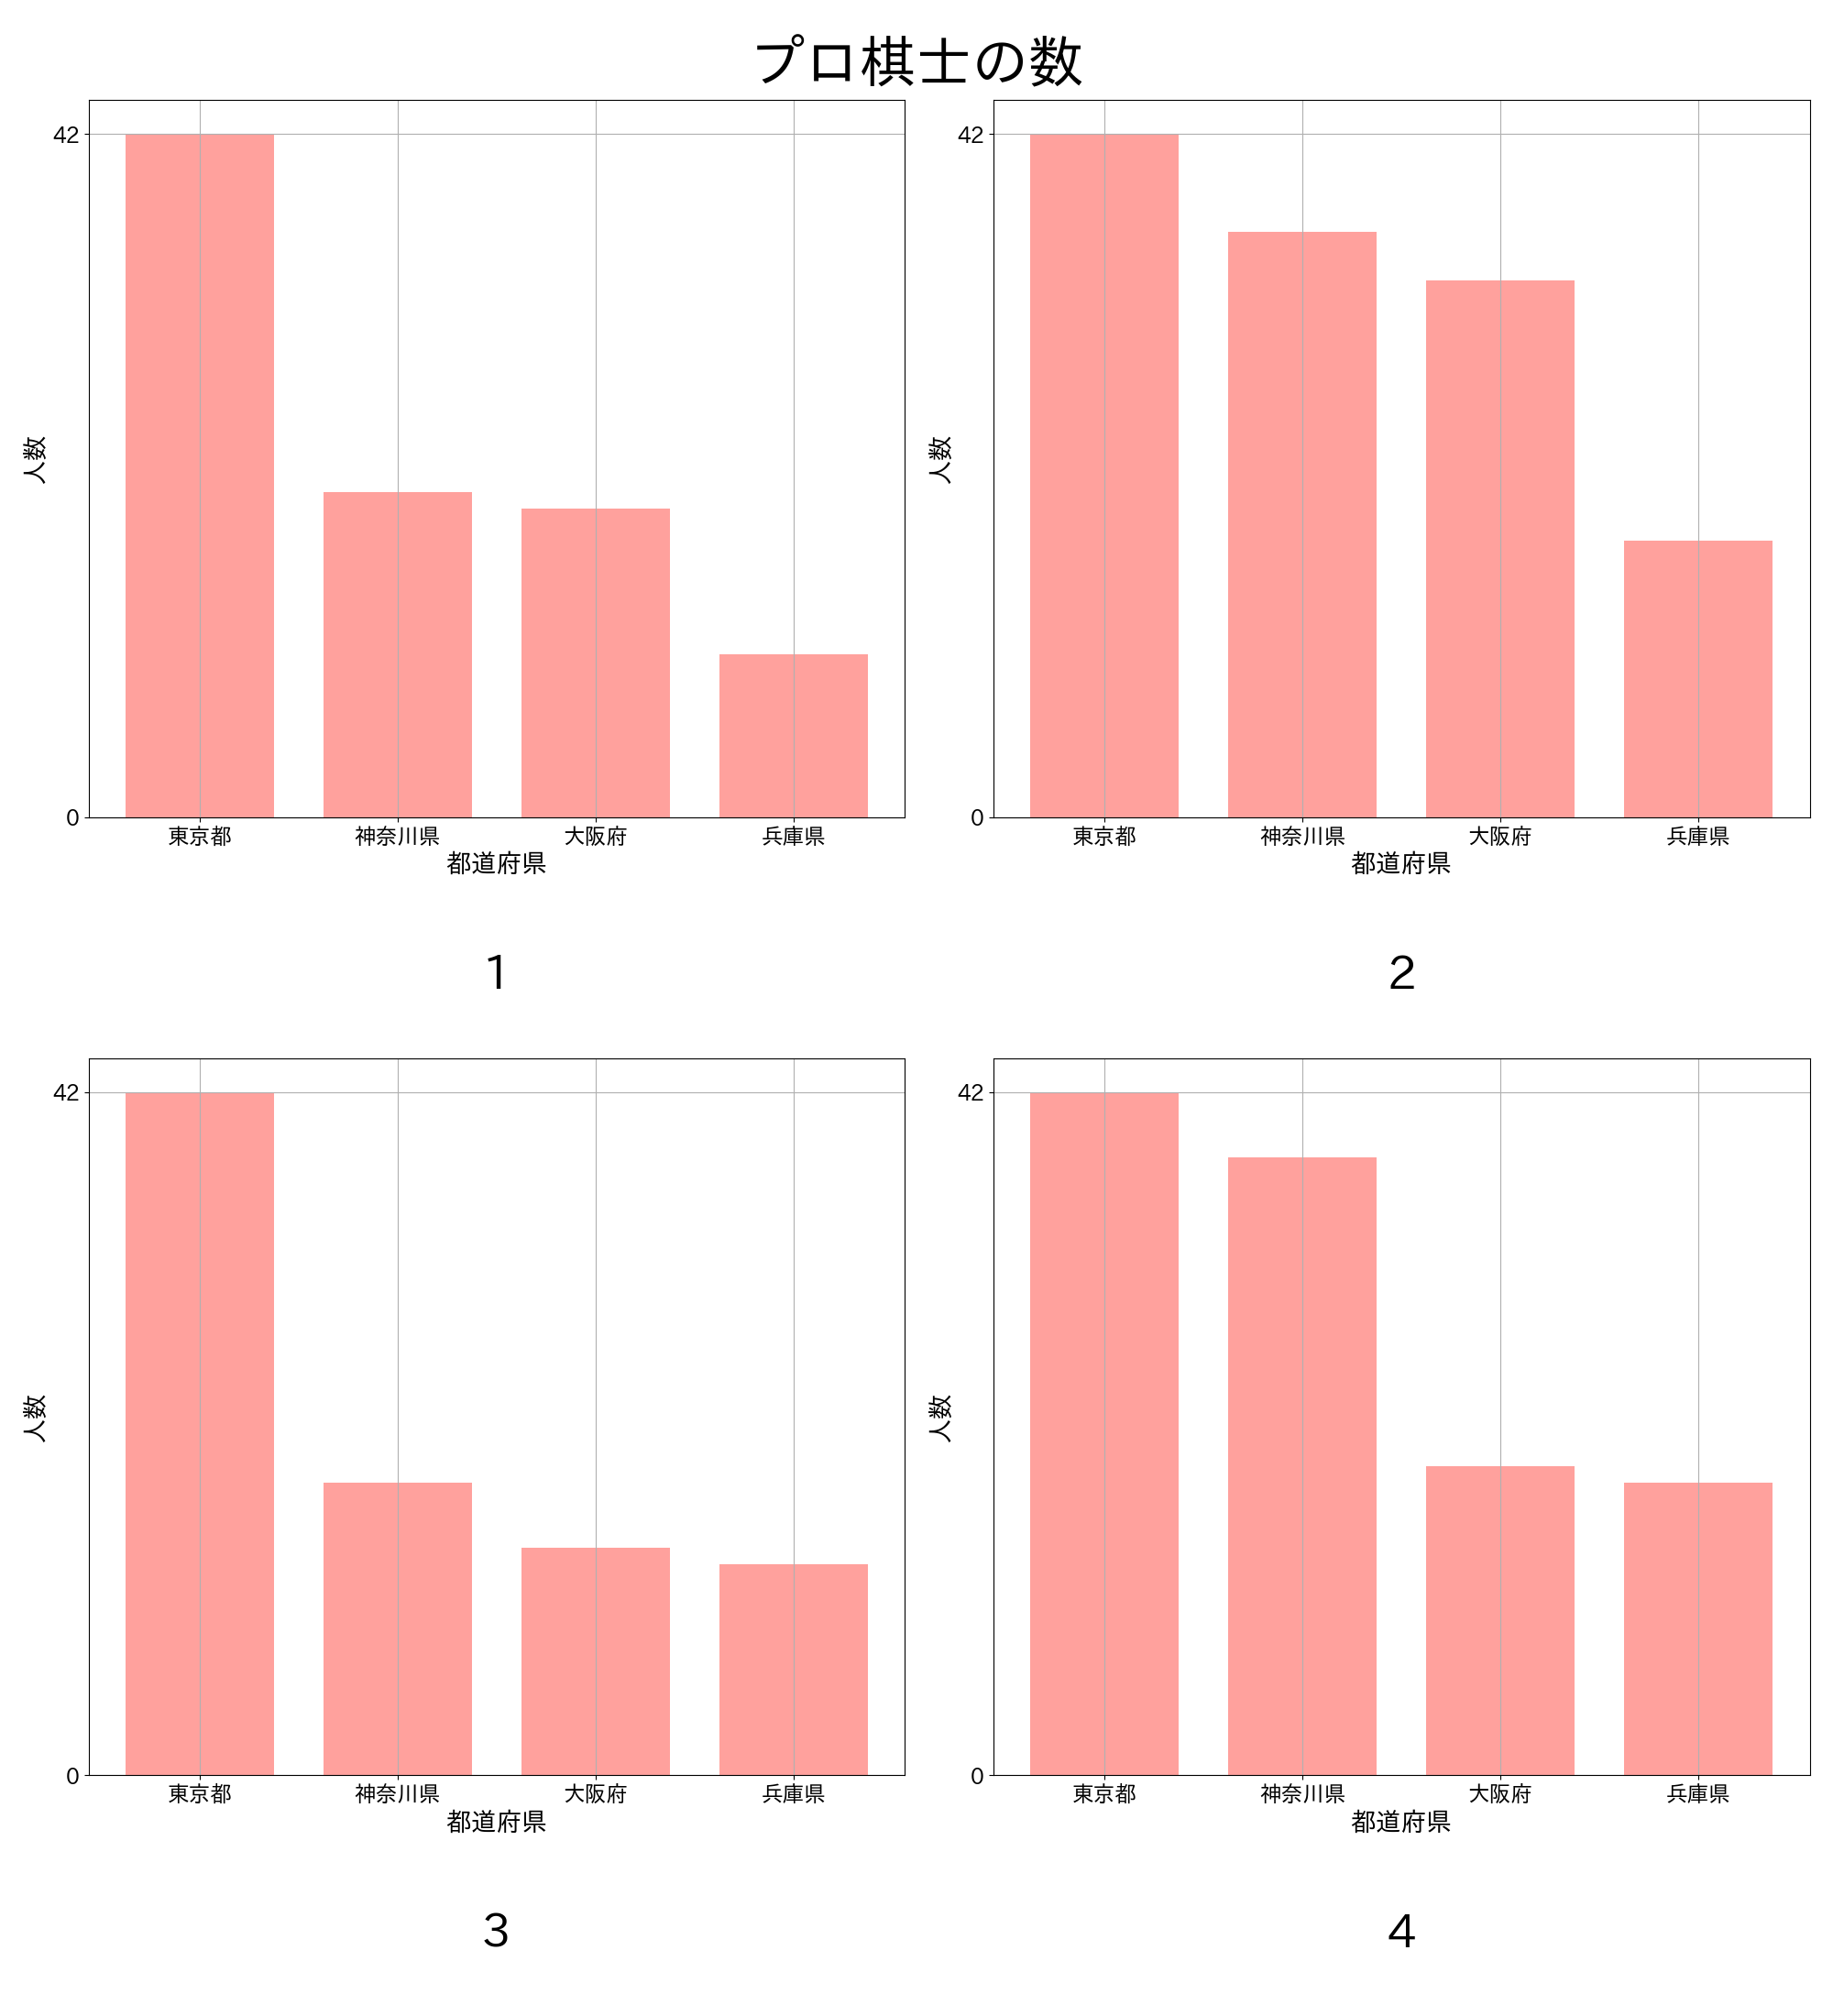 プロ棋士の数
42
0
人数
東京都 神奈川県 大阪府 兵庫県
都道府県
1
42
0
人数
東京都 神奈川県 大阪府 兵庫県
都道府県
2
42
0
人数
東京都 神奈川県 大阪府 兵庫県
都道府県
3
42
0
人数
東京都 神奈川県 大阪府 兵庫県
都道府県
4